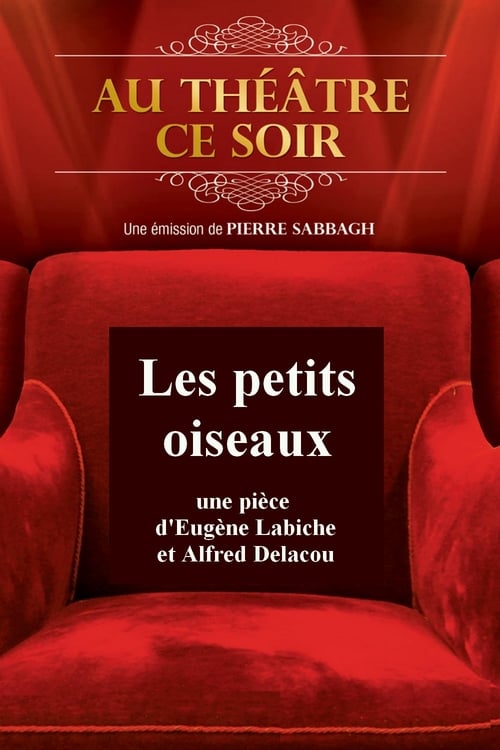 AU THÉÂTRE
CE SOIR
Une émission de PIERRE SABBAGH
Les petits
oiseaux
une pièce
d'Eugène Labiche
et Alfred Delacou